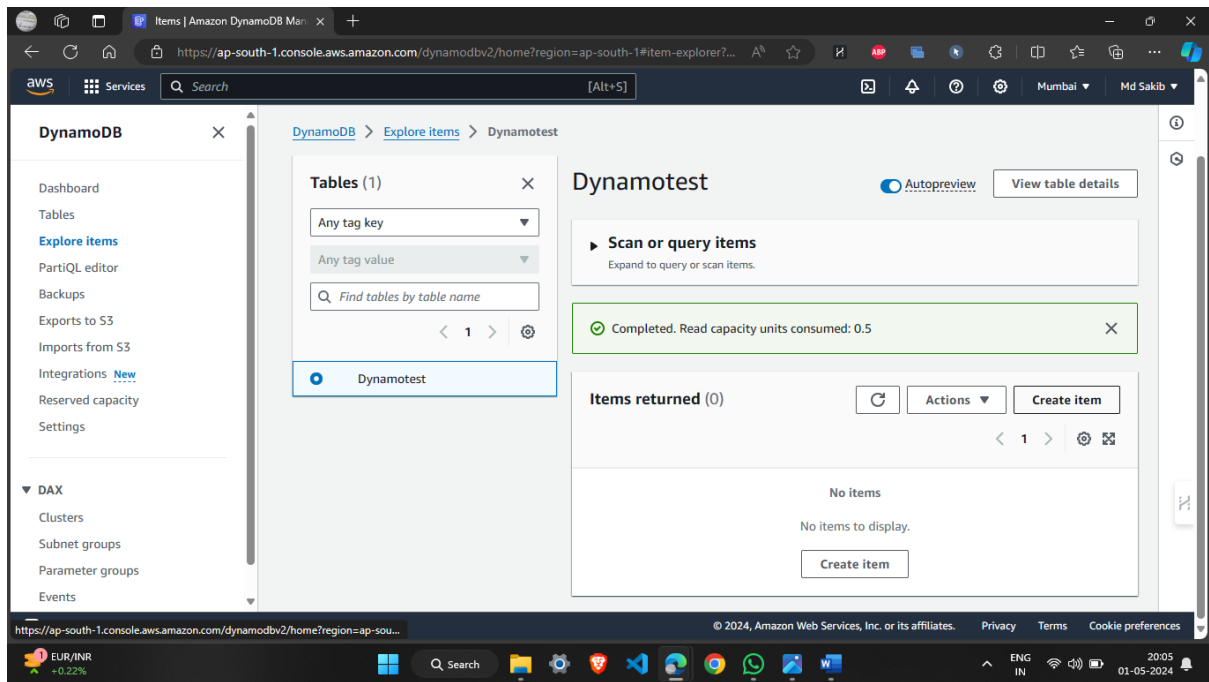 Items | Amazon DynamoDB Man
https://ap-south-1.console.aws.amazon.com/dynamodbv2/home?region=ap-south-1#item-explorer?...
ABP
aws
Services
Search
[Alt+S]
Mumbai
Md Sakib
DynamoDB
Dashboard
Tables
Explore items
PartiQL editor
Backups
Exports to S3
Imports from S3
Integrations New
Reserved capacity
Settings
DAX
Clusters
Subnet groups
Parameter groups
Events
DynamoDB > Explore items > Dynamotest
Tables (1)
Any tag key
Any tag value
Find tables by table name
1
Dynamotest
Dynamotest
Autopreview
View table details
Scan or query items
Expand to query or scan items.
Completed. Read capacity units consumed: 0.5
Items returned (0)
Actions
Create item
1
No items
No items to display.
Create item
https://ap-south-1.console.aws.amazon.com/dynamodbv2/home?region=ap-sou...
© 2024, Amazon Web Services, Inc. or its affiliates.
Privacy
Terms
Cookie preferences
1
EUR/INR
+0.22%
Search
ENG
IN
20:05
01-05-2024